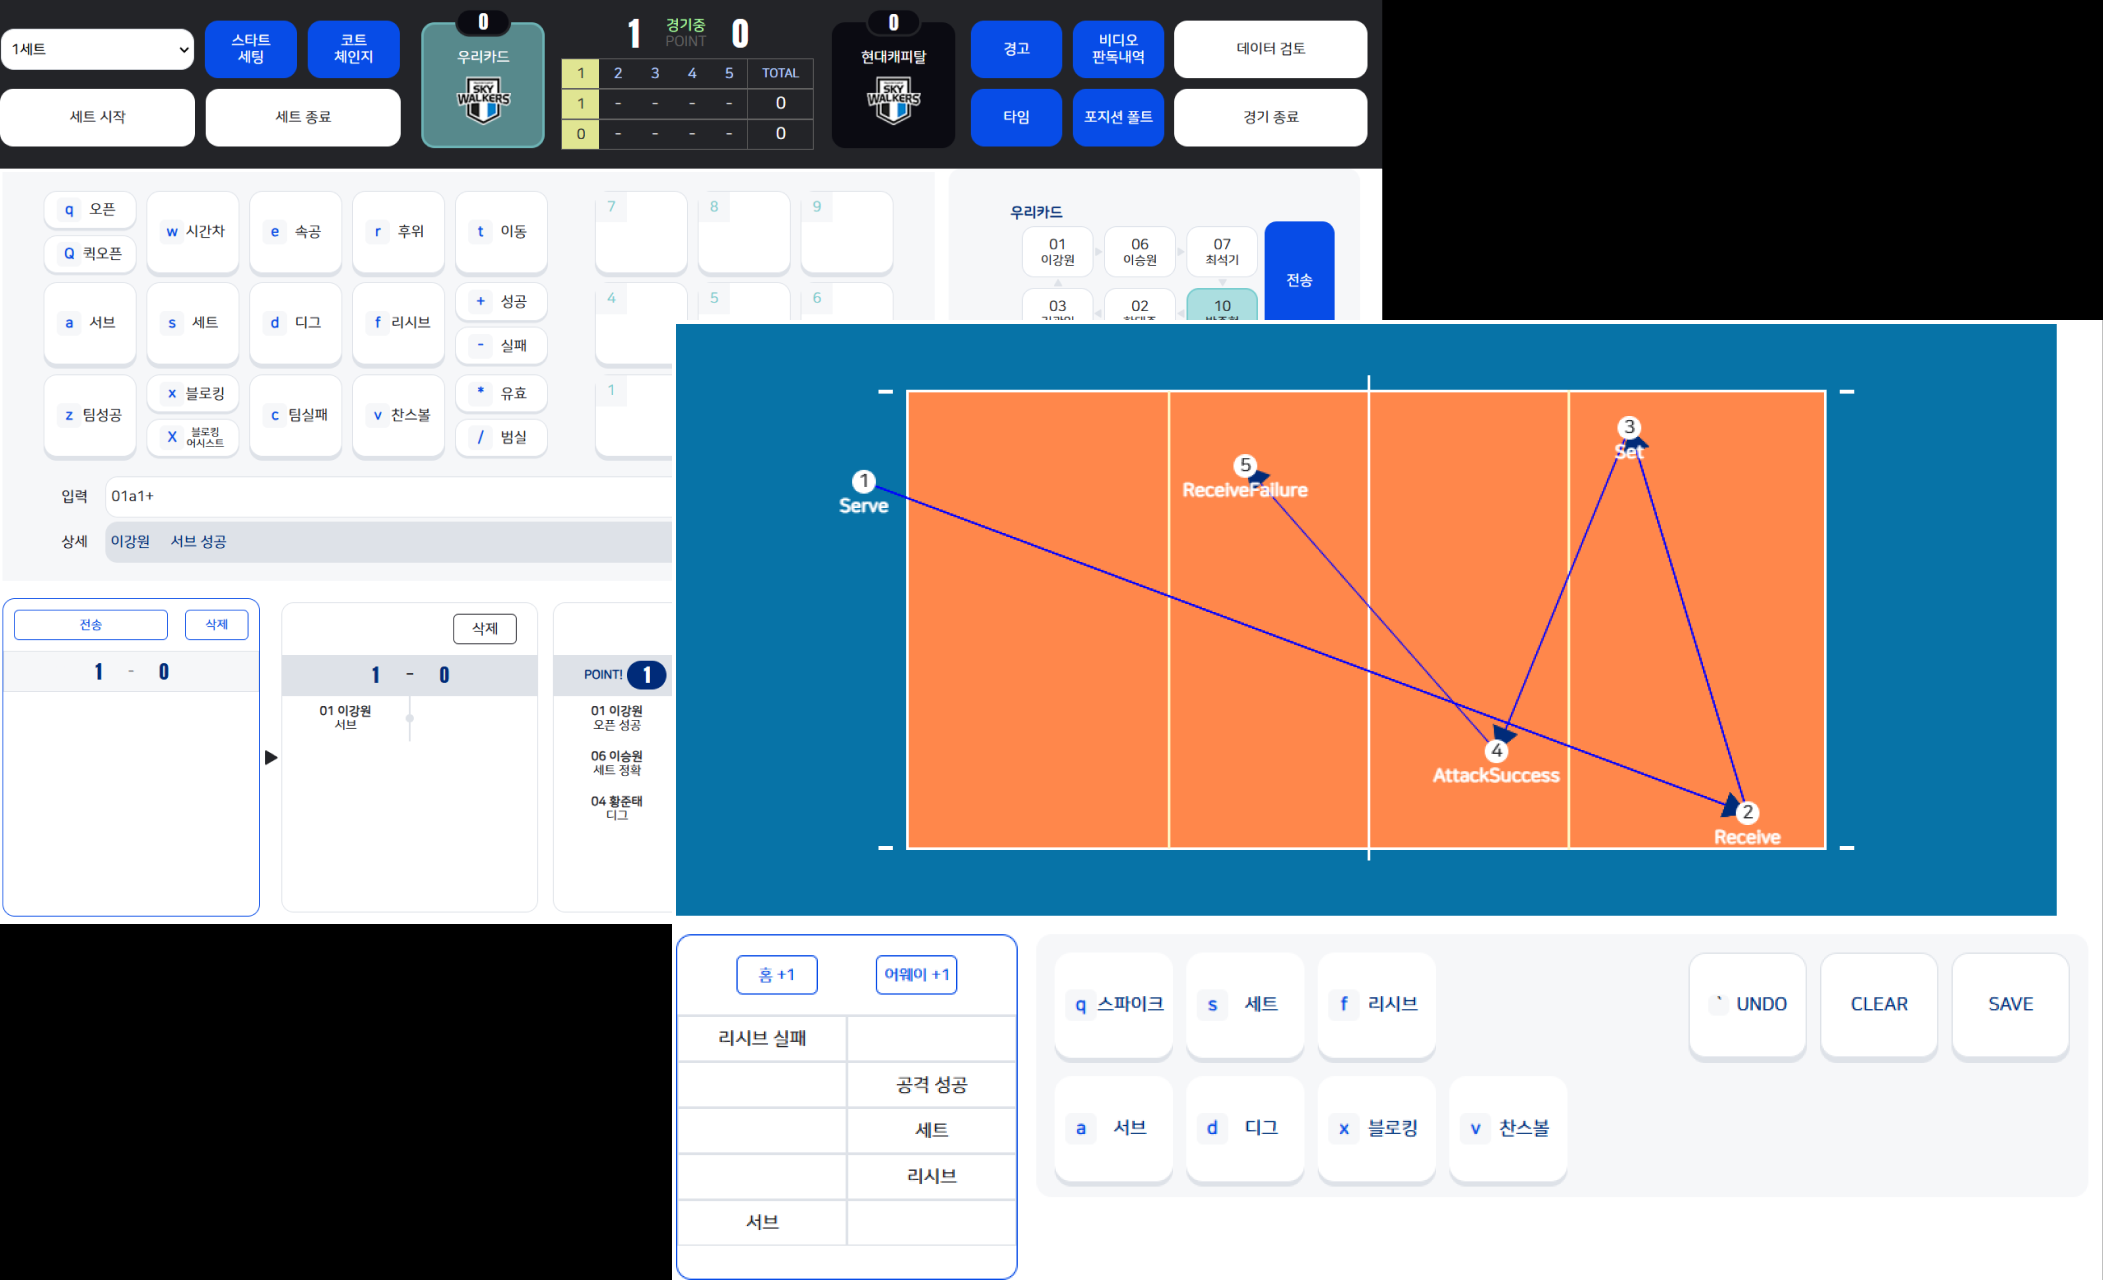 1세트
스타트
세팅
코트
체인지
세트 시작
세트 종료
0
우리카드
SKY
WALKERS
1
경기중
POINT
0
1 2 3 4 5 TOTAL
1 - - - - 0
0 - - - - 0
0
현대캐피탈
SKY
WALKERS
경고
비디오
판독내역
데이터 검토
타임
포지션 폴트
경기 종료
q 오픈
Q 퀵오픈
w 시간차
e 속공
r 후위
t 이동
a 서브
s 세트
d 디그
f 리시브
+ 성공
- 실패
z 팀성공
x 블로킹
X 블로킹
어시스트
c 팀실패
v 찬스볼
* 유효
/ 범실
7
8
9
4
5
6
1
우리카드
01
이강원
06
이승원
07
최석기
03
02
10
전송
입력 01a1+
상세 이강원 서브 성공
전송
삭제
1 - 0
삭제
1 - 0
01 이강원
서브
POINT! 1
01 이강원
오픈 성공
06 이승원
세트 정확
04 황준태
디그
1
Serve
5
ReceiveFailure
3
Set
4
AttackSuccess
2
Receive
홈 +1
어웨이 +1
리시브 실패
공격 성공
세트
리시브
서브
q 스파이크
s 세트
f 리시브
` UNDO
CLEAR
SAVE
a 서브
d 디그
x 블로킹
v 찬스볼